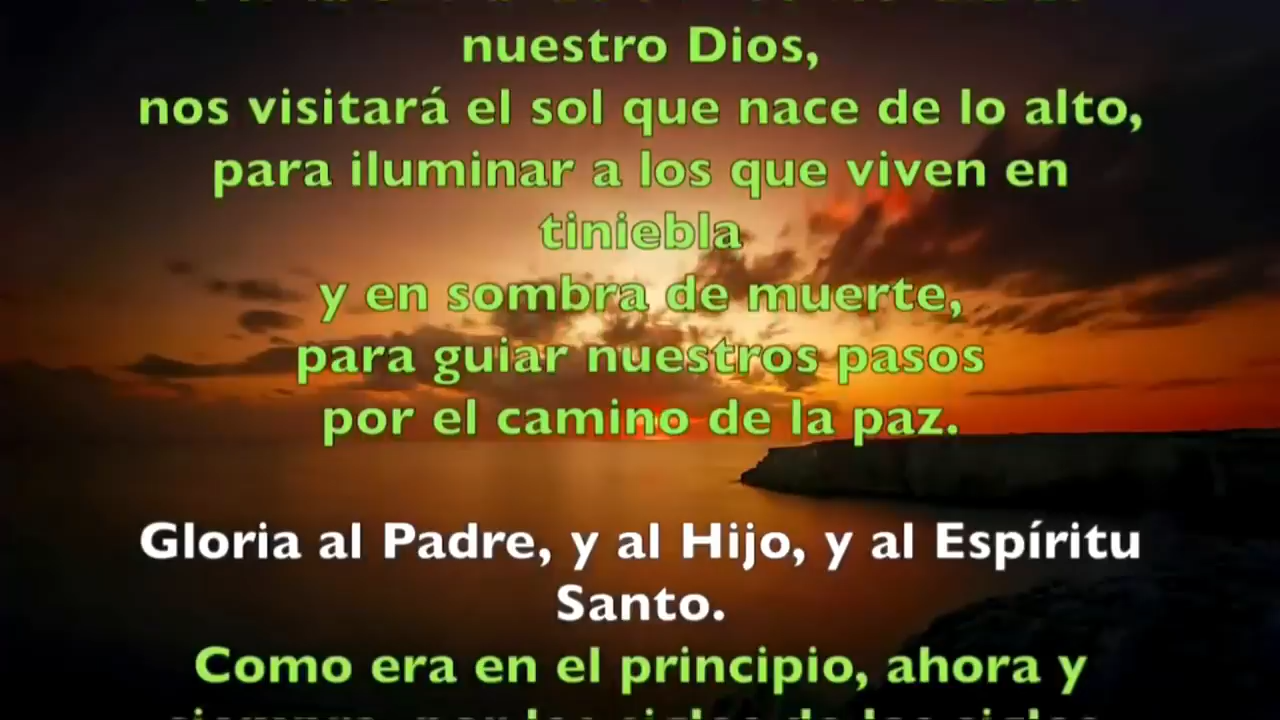 nuestro Dios,
nos visitará el sol que nace de lo alto,
para iluminar a los que viven en
tiniebla
y en sombra de muerte,
para guiar nuestros pasos
por el camino de la paz.
Gloria al Padre, y al Hijo, y al Espíritu
Santo.
Como era en el principio, ahora y